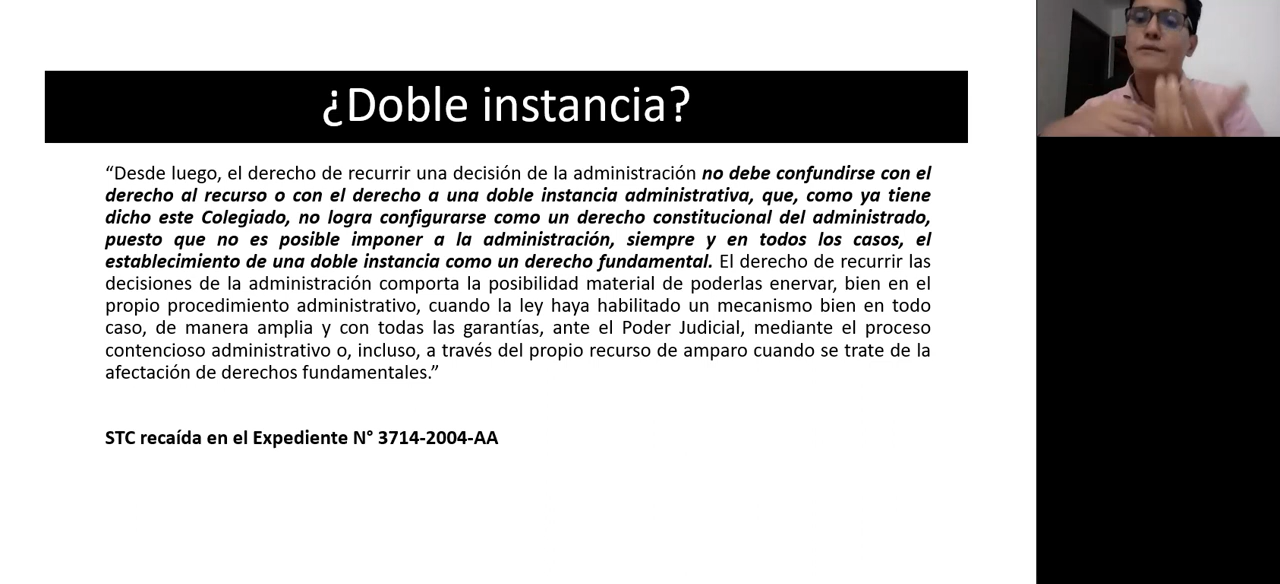 ¿Doble instancia?
“Desde luego, el derecho de recurrir una decisión de la administración no debe confundirse con el
derecho al recurso o con el derecho a una doble instancia administrativa, que, como ya tiene
dicho este Colegiado, no logra configurarse como un derecho constitucional del administrado,
puesto que no es posible imponer a la administración, siempre y en todos los casos, el
establecimiento de una doble instancia como un derecho fundamental. El derecho de recurrir las
decisiones de la administración comporta la posibilidad material de poderlas enervar, bien en el
propio procedimiento administrativo, cuando la ley haya habilitado un mecanismo bien en todo
caso, de manera amplia y con todas las garantías, ante el Poder Judicial, mediante el proceso
contencioso administrativo o, incluso, a través del propio recurso de amparo cuando se trate de la
afectación de derechos fundamentales.”
STC recaída en el Expediente N° 3714-2004-AA